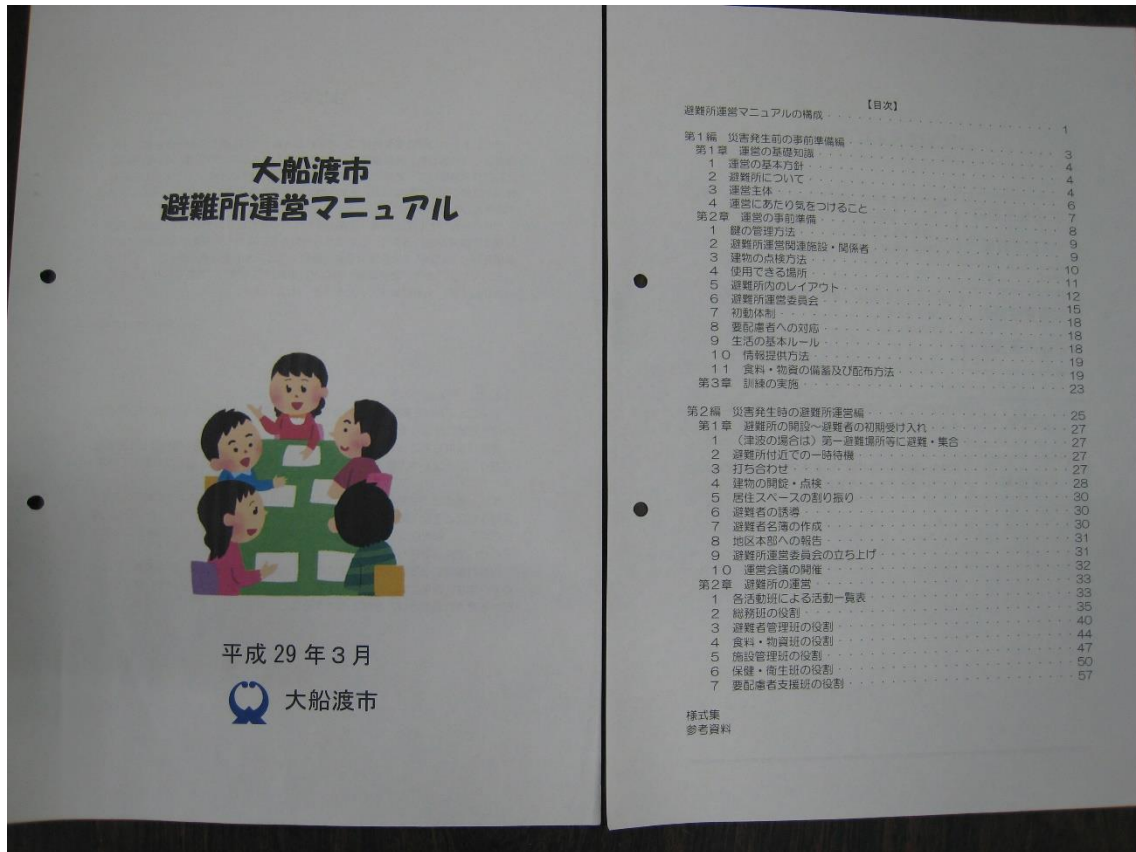 大船渡市
避難所運営マニュアル
平成29年3月
大船渡市
【目次】
避難所運営マニュアルの構成 1
第1編 災害発生前の事前準備編 3
第1章 運営の基礎知識 4
1 運営の基本方針 4
2 避難所について 4
3 運営主体 6
4 運営にあたり気をつけること 7
第2章 運営の事前準備 8
1 鍵の管理方法 9
2 避難所運営関連施設・関係者 9
3 建物の点検方法 10
4 使用できる場所 11
5 避難所内のレイアウト 12
6 避難所運営委員会 15
7 初動体制 18
8 要配慮者への対応 18
9 生活の基本ルール 18
10 情報提供方法 19
11 食料・物資の備蓄及び配布方法 19
第3章 訓練の実施 23
第2編 災害発生時の避難所運営編 25
第1章 避難所の開設～避難者の初期受け入れ 27
1 （津波の場合は）第一避難場所等に避難・集合 27
2 避難所付近での一時待機 27
3 打ち合わせ 27
4 建物の開錠・点検 28
5 居住スペースの割り振り 30
6 避難者の誘導 30
7 避難者名簿の作成 30
8 地区本部への報告 31
9 避難所運営委員会の立ち上げ 31
10 運営会議の開催 32
第2章 避難所の運営 33
1 各活動班による活動一覧表 33
2 総務班の役割 35
3 避難者管理班の役割 40
4 食料・物資班の役割 44
5 施設管理班の役割 47
6 保健・衛生班の役割 50
7 要配慮者支援班の役割 57
様式集
参考資料